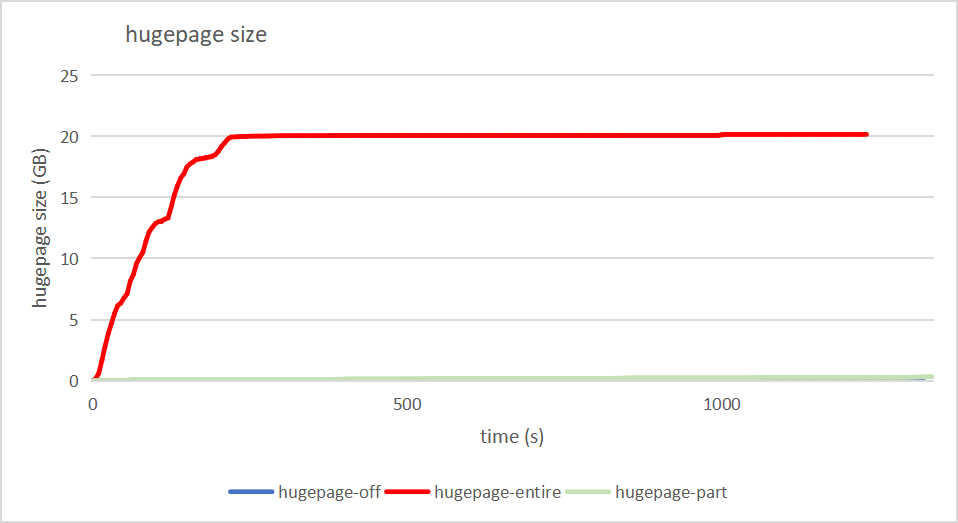 hugepage size
hugepage size (GB)
25
20
15
10
5
0
0 500 1000
time (s)
hugepage-off hugepage-entire hugepage-part